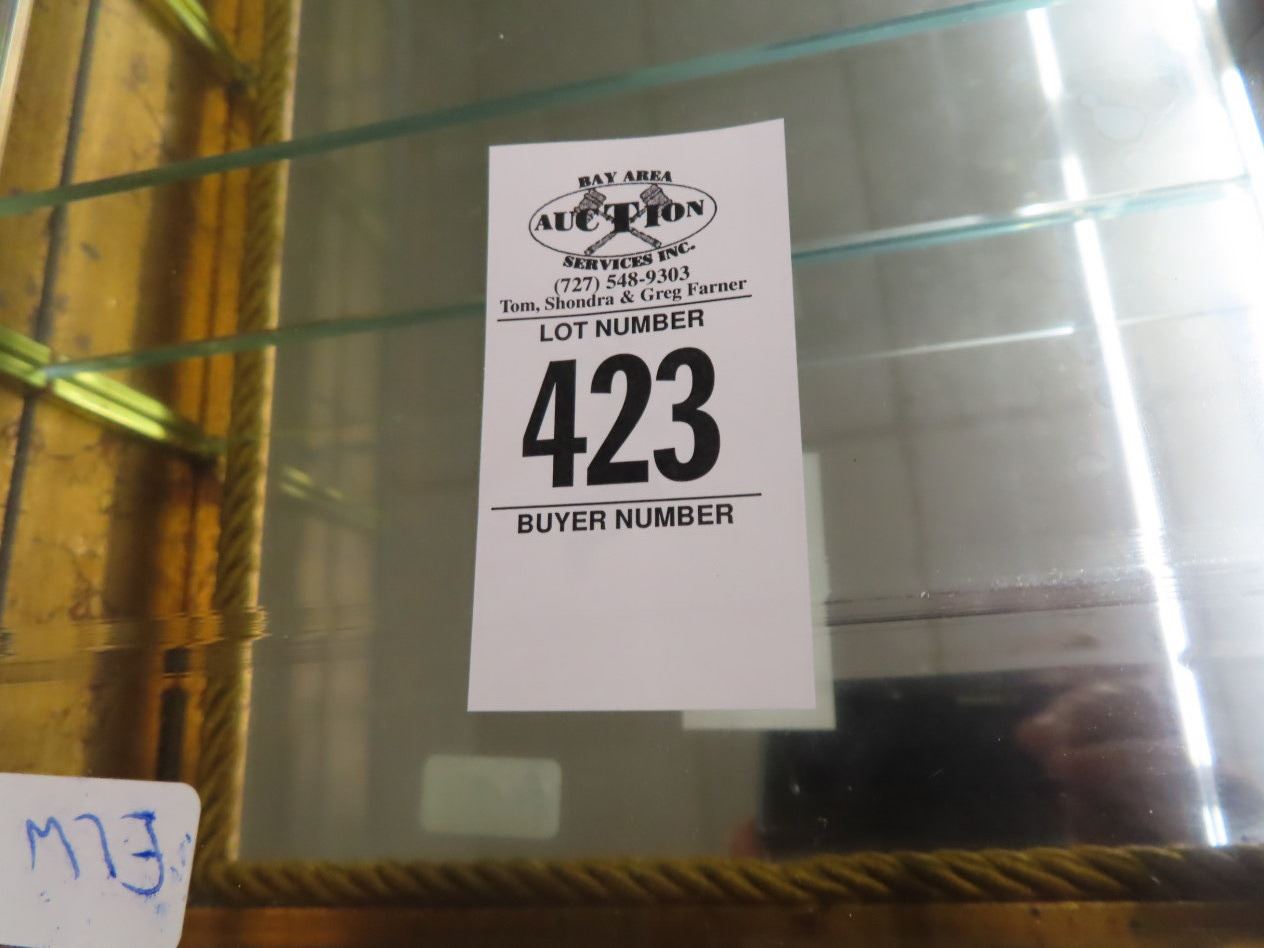 BAY AREA
AUCTION
SERVICES INC.
(727) 548-9303
Tom, Shondra & Greg Farner
LOT NUMBER
423
BUYER NUMBER